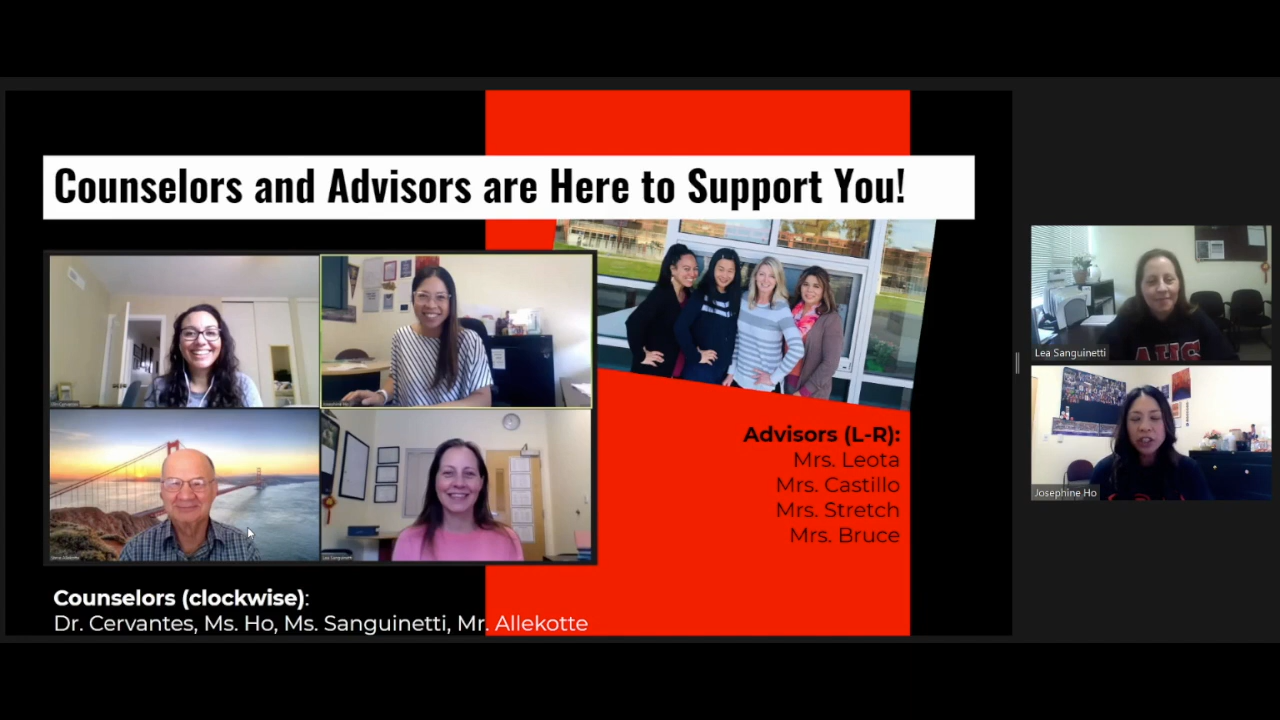 Counselors and Advisors are Here to Support You!
Advisors (L-R):
Mrs. Leota
Mrs. Castillo
Mrs. Stretch
Mrs. Bruce
Counselors (clockwise):
Dr. Cervantes, Ms. Ho, Ms. Sanguinetti, Mr. Allekotte
Lea Sanguinetti
AHS
Josephine Ho